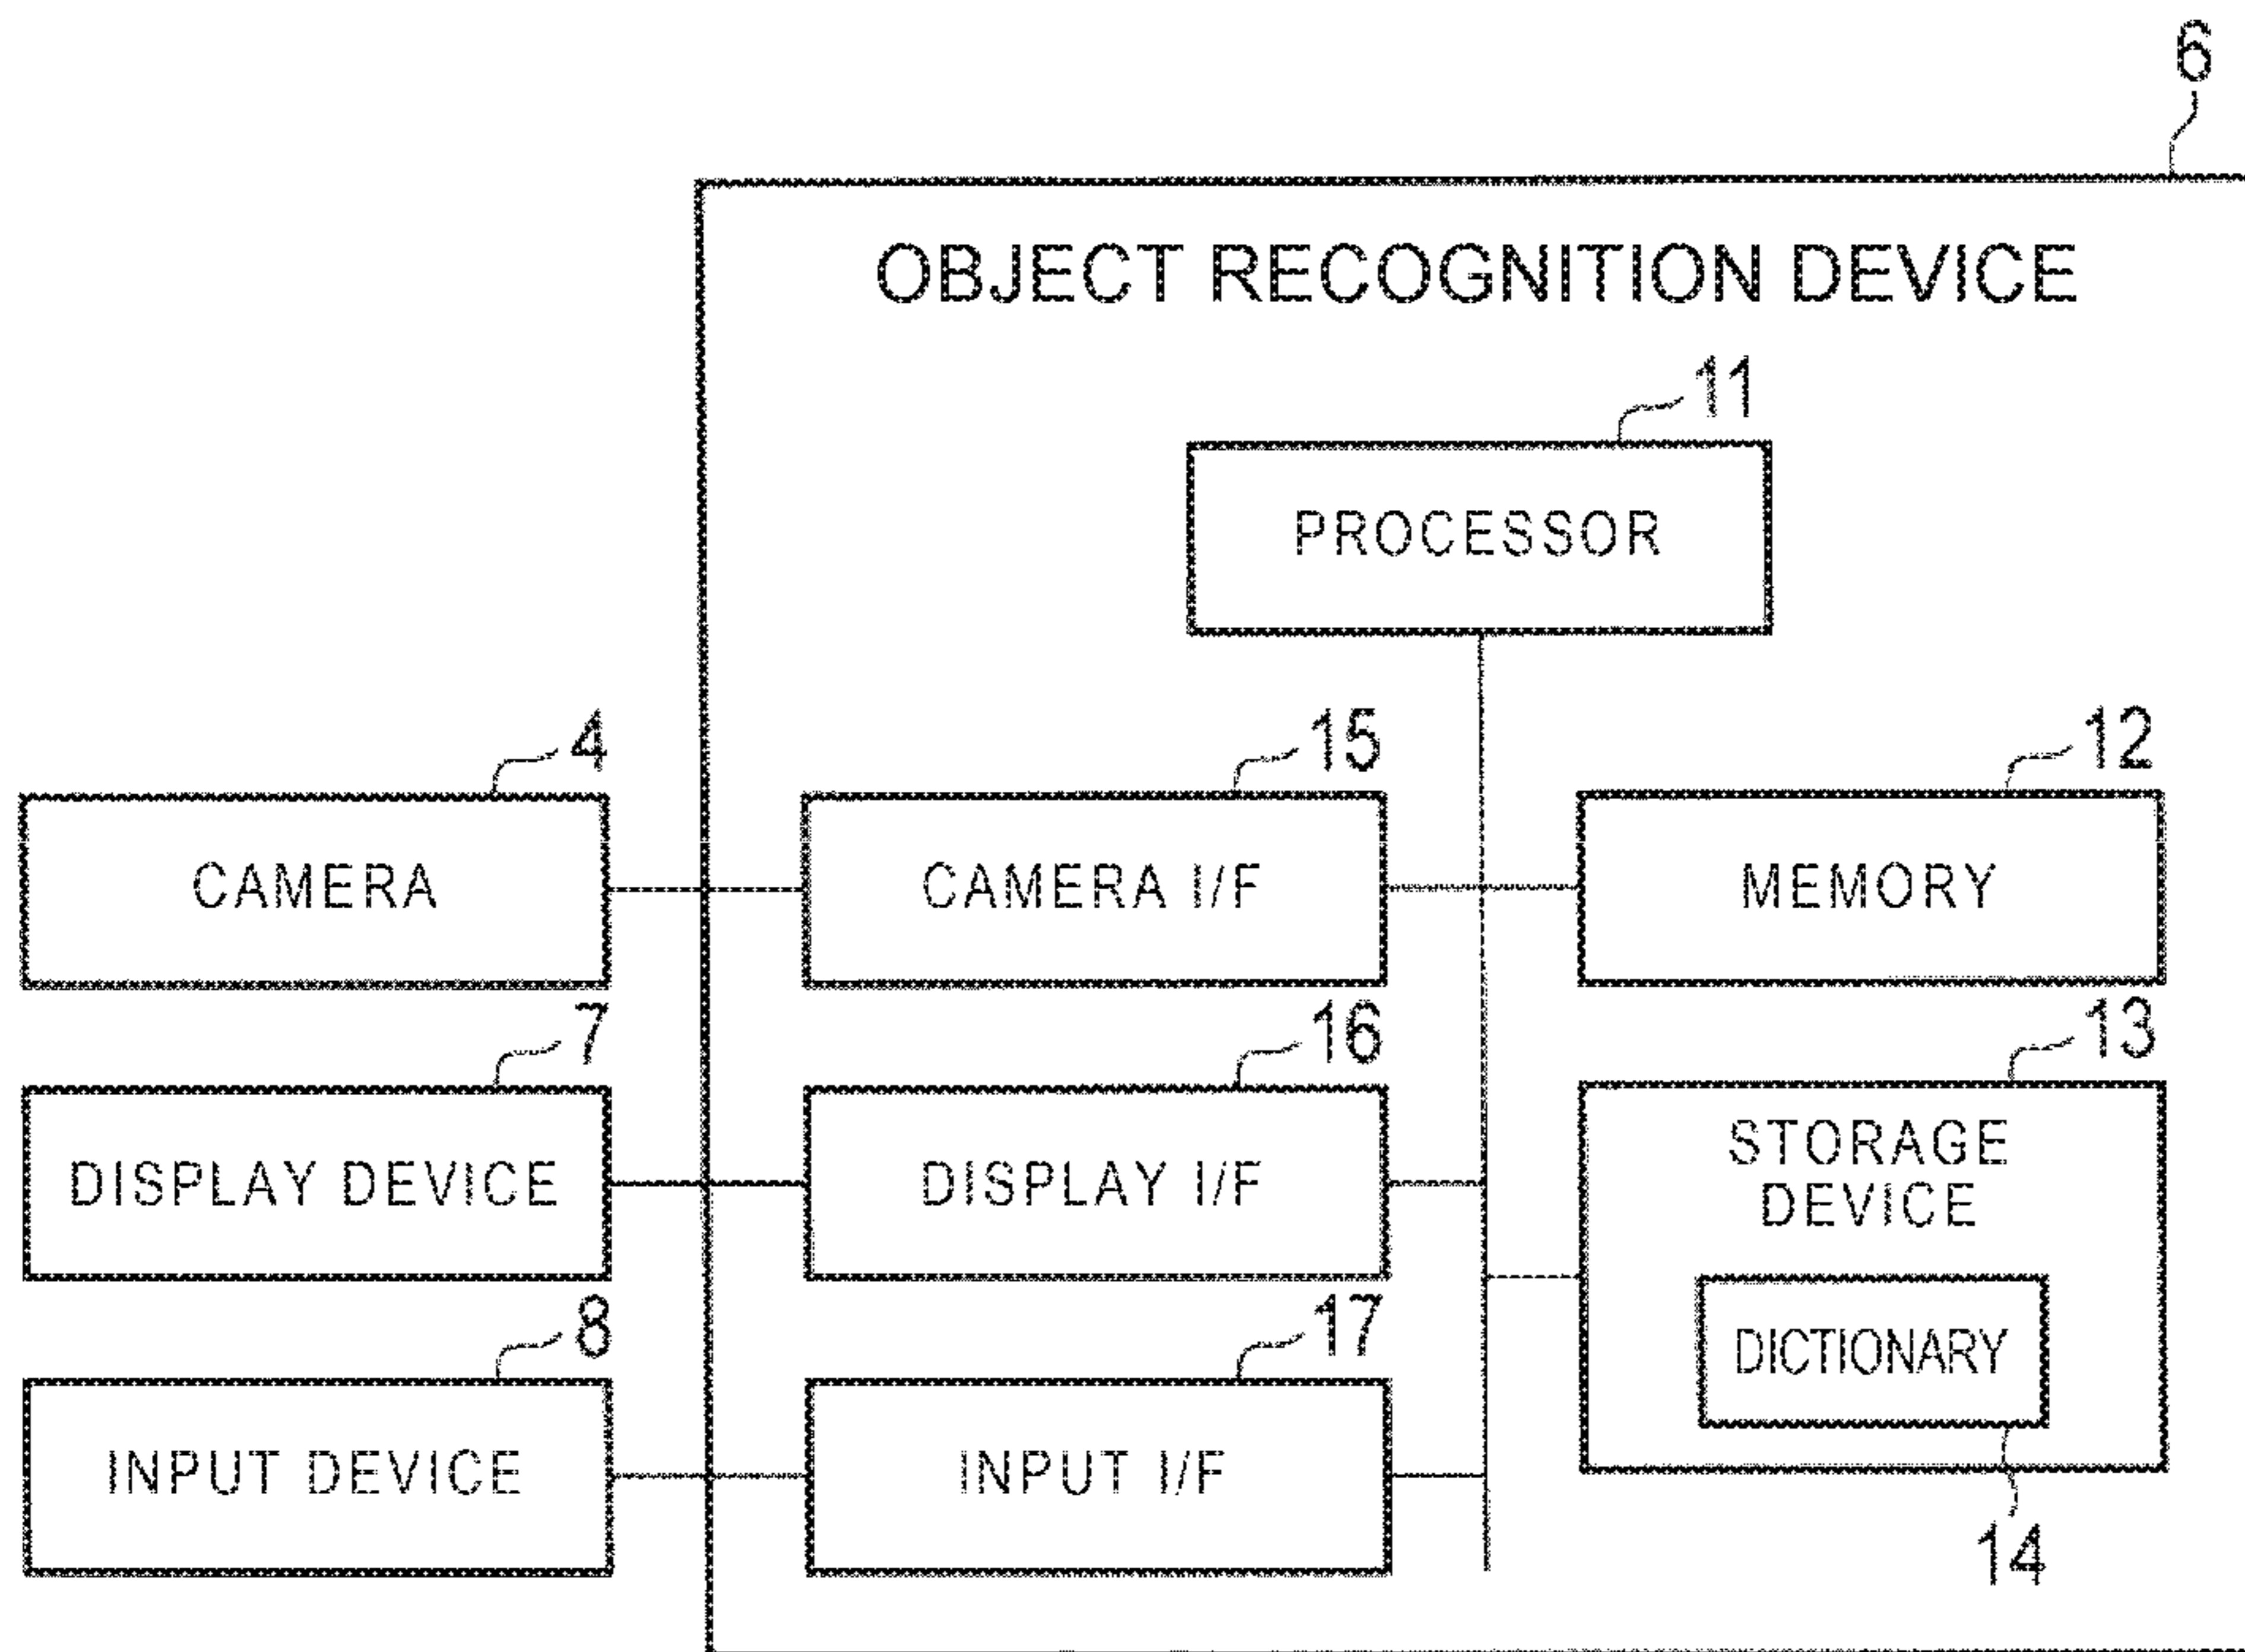 6
OBJECT RECOGNITION DEVICE
11
PROCESSOR
4
15
12
CAMERA
CAMERA I/F
MEMORY
7
16
13
DISPLAY DEVICE
DISPLAY I/F
STORAGE
DEVICE
8
17
DICTIONARY
INPUT DEVICE
INPUT I/F
14